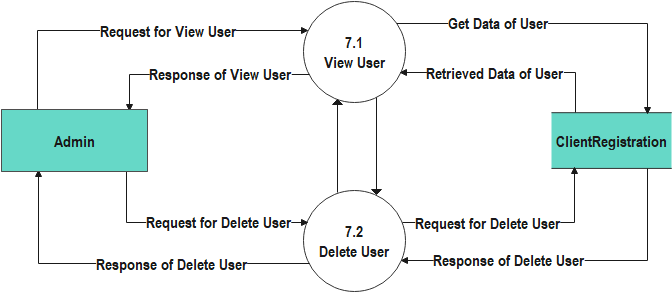 Request for View User
7.1
View User
Get Data of User
Response of View User
Retrieved Data of User
Admin
ClientRegistration
Request for Delete User
7.2
Delete User
Request for Delete User
Response of Delete User
Response of Delete User